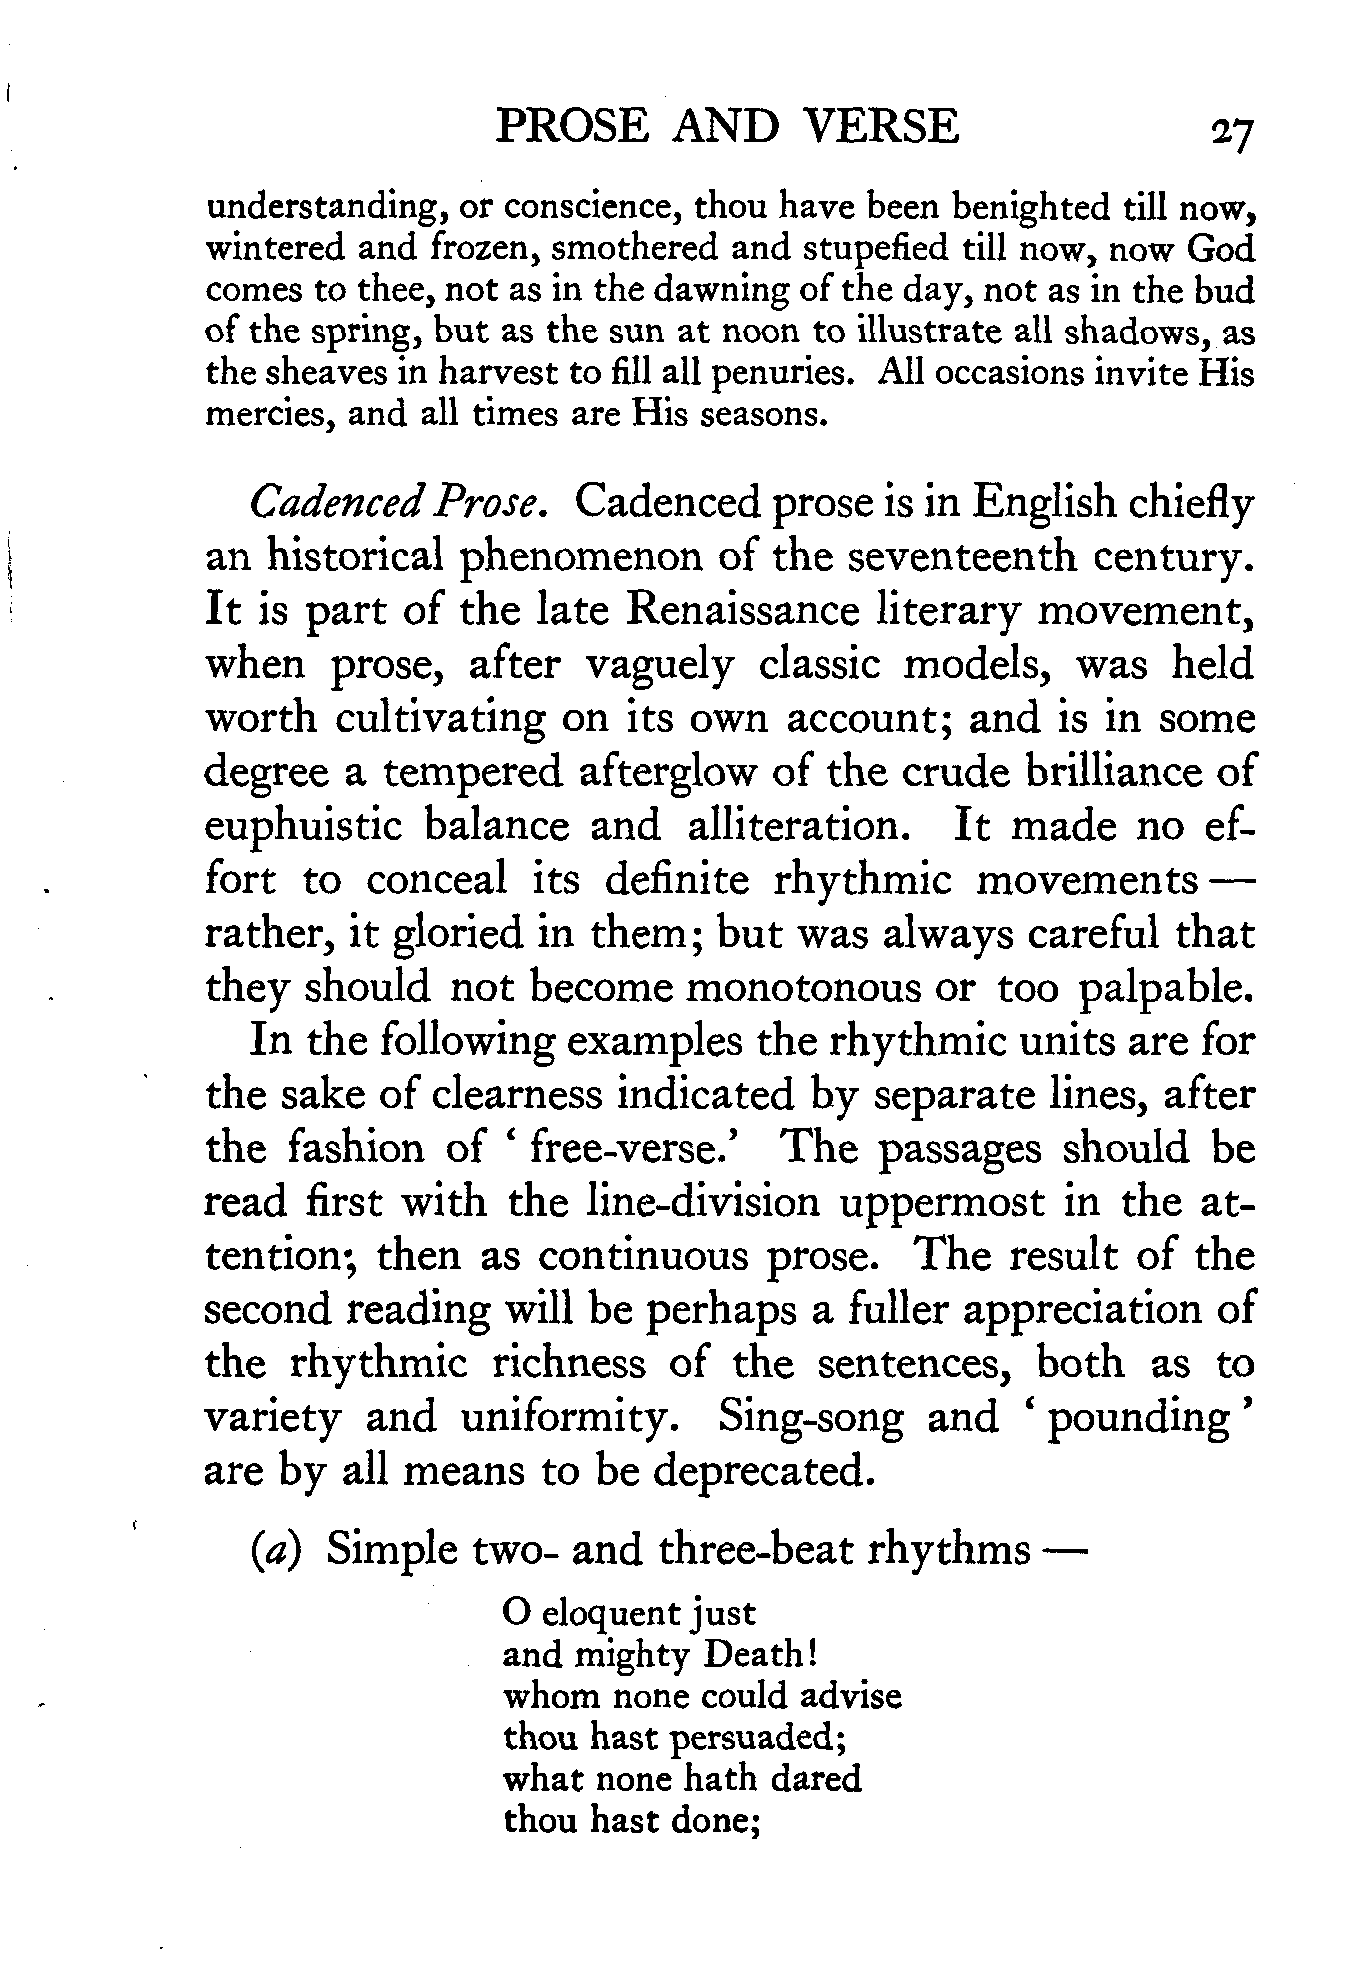 PROSE AND VERSE 27
understanding, or conscience, thou have been benighted till now,
wintered and frozen, smothered and stupefied till now, now God
comes to thee, not as in the dawning of the day, not as in the bud
of the spring, but as the sun at noon to illustrate all shadows, as
the sheaves in harvest to fill all penuries. All occasions invite His
mercies, and all times are His seasons.
Cadenced Prose. Cadenced prose is in English chiefly
an historical phenomenon of the seventeenth century.
It is part of the late Renaissance literary movement,
when prose, after vaguely classic models, was held
worth cultivating on its own account; and is in some
degree a tempered afterglow of the crude brilliance of
euphuistic balance and alliteration. It made no ef-
fort to conceal its definite rhythmic movements —
rather, it gloried in them; but was always careful that
they should not become monotonous or too palpable.
In the following examples the rhythmic units are for
the sake of clearness indicated by separate lines, after
the fashion of ‘ free-verse.’ The passages should be
read first with the line-division uppermost in the at-
tention; then as continuous prose. The result of the
second reading will be perhaps a fuller appreciation of
the rhythmic richness of the sentences, both as to
variety and uniformity. Sing-song and ‘ pounding ’
are by all means to be deprecated.
(a) Simple two- and three-beat rhythms —
O eloquent just
and mighty Death!
whom none could advise
thou hast persuaded;
what none hath dared
thou hast done;